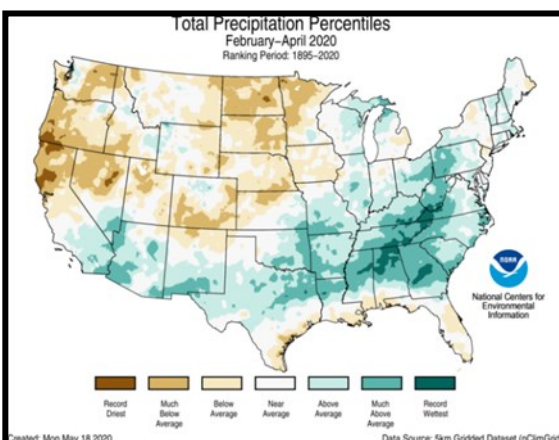 Total Precipitation Percentiles
February–April 2020
Ranking Period: 1895–2020
NOAA
National Centers for
Environmental
Information
Record
Driest
Much
Below
Average
Below
Average
Near
Average
Above
Average
Much
Above
Average
Record
Wettest
Created: Mon May 18 2020
Data Source: 5km Gridded Dataset (nClimGrid